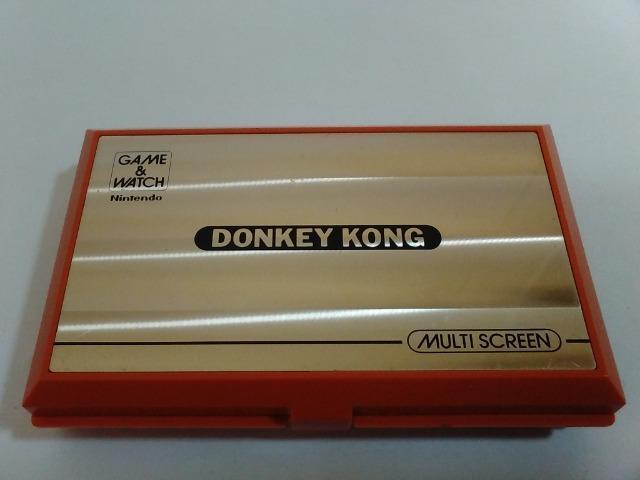 GAME
&
WATCH
Nintendo
DONKEY KONG
MULTI SCREEN